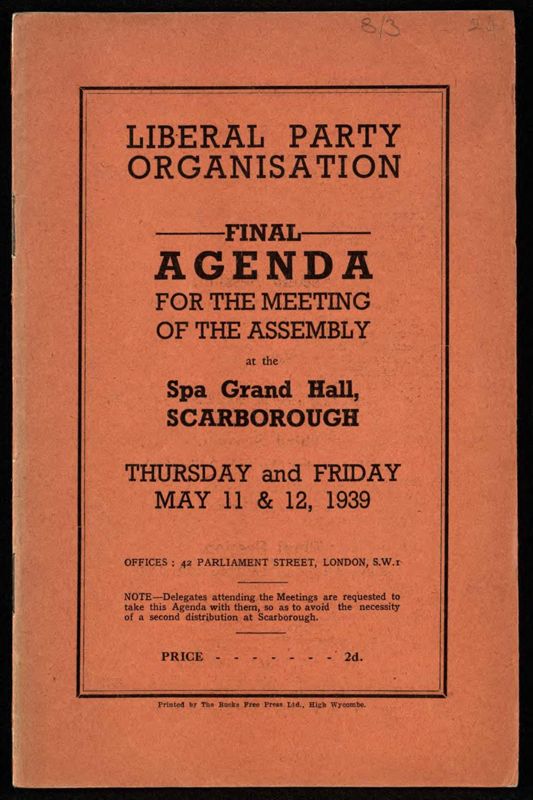 8/3
LIBERAL PARTY
ORGANISATION
FINAL
AGENDA
FOR THE MEETING
OF THE ASSEMBLY
at the
Spa Grand Hall,
SCARBOROUGH
THURSDAY and FRIDAY
MAY 11 & 12, 1939
OFFICES : 42 PARLIAMENT STREET, LONDON, S.W.1
NOTE—Delegates attending the Meetings are requested to
take this Agenda with them, so as to avoid the necessity
of a second distribution at Scarborough.
PRICE - - - - - - - 2d.
Printed by The Bucks Free Press Ltd., High Wycombe.